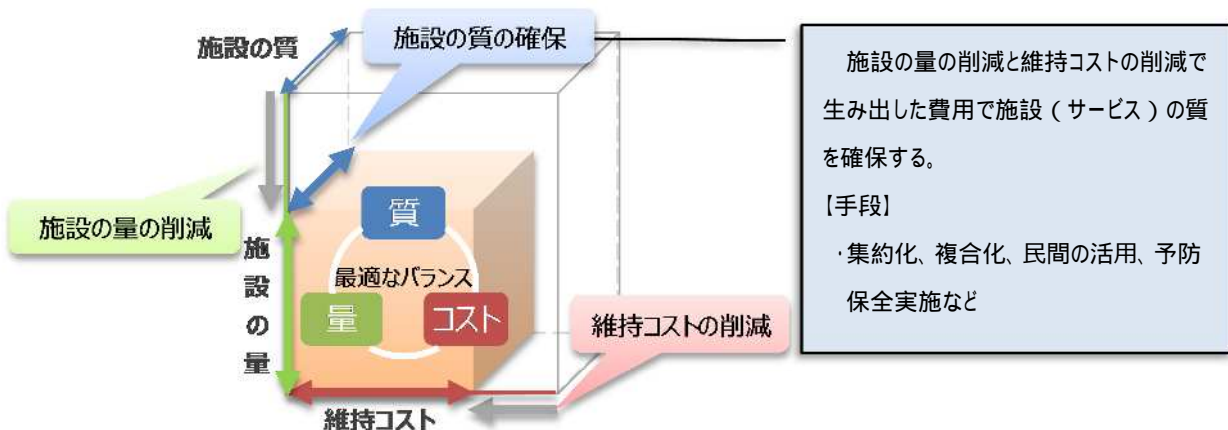 施設の質
施設の質の確保
施設の量の削減
施設の量
質
最適なバランス
量
コスト
維持コストの削減
維持コスト
施設の量の削減と維持コストの削減で
生み出した費用で施設(サービス)の質
を確保する。
【手段】
・集約化、複合化、民間の活用、予防
保全実施など